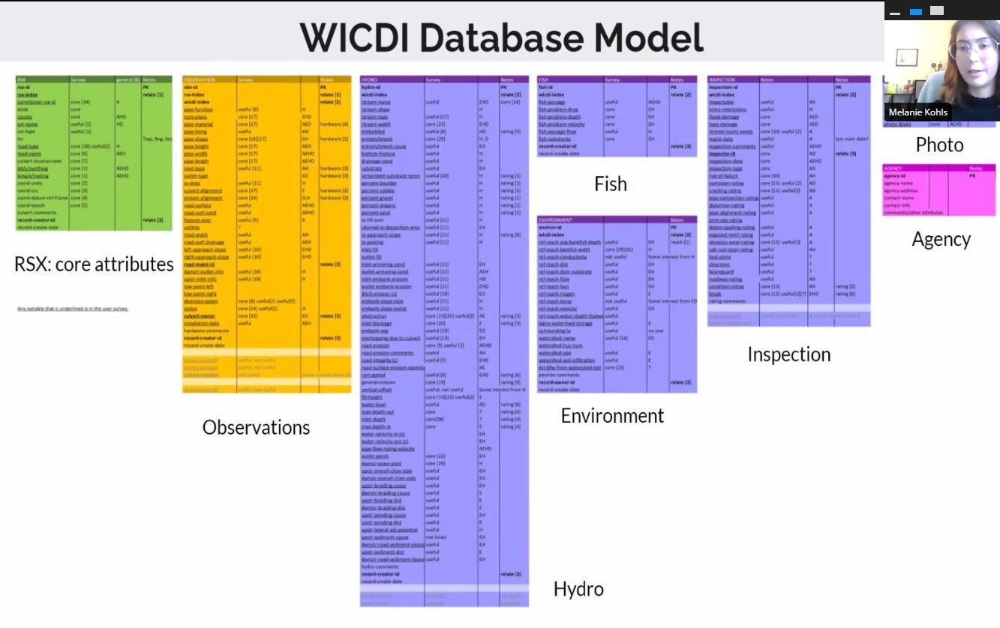 WICDI Database Model
Melanie Kohls
RSX Survey general [8] Notes
rsx-id PK
rsx-index relate [1]
contributor-rsx-id core [34] A
state core
county core AHD
cvt-name useful [1] HD
cvt-type useful [1]
trs Twp, Rng, Sec
road-type core [16] useful[2] H
road-name core [6] AEH
culvert-location-text core [7]
lat/y/northing core [1] AEHD
long/x/easting core [1] AEHD
coord-units core [2]
coord-crs core [3]
coord-datum-ref-frame core [4]
coord-epoch core [5]
culvert-comments
record-creator-id relate [3]
record-create-date
RSX: core attributes
Any variable that is underlined is in the user survey.
OBSERVATION Survey Notes
obs-id PK
rsx-index relate [1]
wicdi-index relate [2]
pipe-function useful [6] H
num-pipes core [17] EHD
pipe-material core [17] AED hardware [4]
pipe-lining useful AH
pipe-shape core [16][17] EH hardware [1]
pipe-height core [17] AED
pipe-width core [17] AEHD
pipe-length core [17] AEHD
inlet-type useful [11] AH hardware [3]
outlet-type ED hardware [3]
io-drop useful [11] H
culvert-alignment core [27] E hardware [2]
stream-alignment core [24] hardware [2]
road-surface useful AEHD
road-surf-cond useful AEHD
feature-over useful [5] A
utilities ?
road-width useful AH
road-surf-drainage AEH
left-approach-slope useful [10] EHD
right-approach-slope useful [10] EHD
road-maint-id relate [3]
dwnstr-outlet-info useful [18] H
upstr-inlet-info useful [18] H
low-point-left
low-point-right
diversion-poten core [8] useful[2] useful[5]
status core [14] useful[2] H
culvert-owner core [32] ED relate [3]
installation-date useful AEH
hardware-comments
record-creator-id relate [3]
record-create-date
Observations
HYDRO Survey Notes
hydro-id PK
wicdi-index relate [2]
stream-name useful EHD core [34]
stream-slope H
stream-type useful [17] H
stream-width core [23] EHD
embedded useful [8] HD rating [5]
entrenchment core [29] H, D
entrenchment-cause useful ED
bottom-feature useful H
drainage-cond useful H
substrate useful EH
streambed-substrate-reten useful [20] H rating [1]
percent-boulder useful H rating [1]
percent-cobble useful H rating [1]
percent-gravel useful H rating [1]
percent-organic useful H rating [1]
percent-sand useful H rating [1]
io-fill-over useful [11] H
channel-io-deposition area useful [11] EH
io-approach-slope useful [11] H rating [6]
io-pooling useful [11] H
inlet-fill
outlet-fill
inlet-armoring-cond useful [11] EH
outlet-armoring-cond useful [11] AEH
inlet-embank-erosion useful [11] HD
outlet-embank-erosion useful [11] EHD
ditch-erosion (c) useful [19] ED
embank-slope-inlet useful [11] H
embank-slope-outlet useful [11] H
obstruction core [15][20] useful [2] AE rating [3]
inlet blockage core [20] E rating [3]
embank-veg useful [19] ED
overtopping-due-to-culvert useful [13] EH
road-erosion core [9] useful [2] AEHD
road-erosion-comments useful AH
road-integrity (c) useful [3] EHD
road surface-erosion severity AE
corrugated useful [8] EHD rating [6]
general-erosion core [19] rating [9]
vertical-offset useful; not useful Some interest from H
fill-height core [14][22] useful[2] E
water-level useful AD rating [6]
max-depth-out core ? rating [4]
inlet-depth core[28] ? rating [4]
max-depth-in core E rating [4]
water-velocity-in (c) EH
water-velocity-out (c) EH
pipe-flow-rating-velocity AEHD
outlet-perch core [22] EH
dwnstr-scour-pool core [29] H
upstr-overall-chan-stab useful EH
dwnstr-overall-chan-stab useful EH
upstr-braiding-cause useful EH
dwnstr-braiding-cause useful E
upstr-braiding-dist useful E
dwnstr-braiding-dist useful E
upstr-ponding-cause useful EH
upstr-ponding-dist useful E
upstr-lateral-adj-potential useful H
upstr-sediment-cause not listed EH
dwnstr-road-sediment-depos useful EH
upstr-sediment-dist useful E
dwnstr-road-sediment depos useful EH
hydro-comments
record-creator-id relate [3]
record-create-date
Hydro
FISH Survey Notes
fish-id PK
wicdi-index relate [2]
fish-passage useful AEHD
fish-problem-drop core EH
fish-problem-depth core EH
fish-problem-velocity core EH
fish-passage-flow useful EH
fish-comments core EH
record-creator-id relate [3]
record-create-date
Fish
ENVIRONMENT Notes
environ-id PK
wicdi-index relate [2]
ref-reach-avg-bankfull-depth useful EH reach [1]
ref-reach-bankful-width core [29][31] H
ref-reach-conductivity not useful Some interest from H
ref-reach-dist useful EH
ref-reach-dom-substrate useful EH
ref-reach-flow useful EH
ref-reach-locn useful EH
ref-reach-rosgen useful E
ref-reach-temp not useful Some interest from ED
ref-reach-velocity useful EH
ref-reach-water-depth-thalweg useful
basin-watershed-storage useful E
surrounding-lu useful no one
watershed-name useful [16] ED
watershed-huc-num
watershed-size useful E
watershed-soil-infiltration useful E
est-bfw-from-watershed-size core [25] ?
environ-comments
record-owner-id relate [3]
record-create-date
Environment
INSPECTION Notes Notes
inspection-id PK
wicdi-index relate [2]
inspectable useful AH
entry-restrictions useful H
flood-damage core AED
type-damage core AED
immed-maint-needs core [33] useful [2] A
maint-date useful H last main date?
inspection-comments useful AEHD
inspector-id core AD relate [3]
inspection-date core AEHD
inspection-type core AD
risk-of-failure core [33] AH
corrosion-rating core [15] useful [2] AD
cracking-rating core [15] useful[2] AD
pipe-connection-rating useful A
distortion-rating useful A
pipe-alignment-rating useful A
joint-sep-rating
delam-spalling-rating useful A
exposed-reinf-rating useful A
abrasion-wear-rating core [15] useful[2] A
salt-rust-stain-rating useful AH
tied-joints useful ?
clearzone useful ?
beamguard useful ?
roadway-rating useful AH
condition-rating core [13] AH rating [2]
break core [15] useful[2][7] EHD rating [6]
rating-comments
Inspection
photo (blob) core AEHD
Photo
AGENCY
agency-id PK
agency-name
agency-address
contact-name
contact-info
comments/other attributes
Agency